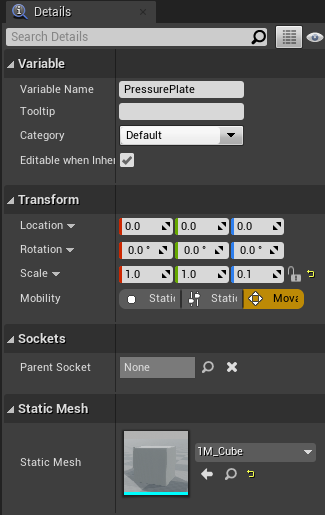 Details
Search Details
Variable
Variable Name PressurePlate
Tooltip
Category Default
Editable when Inher
Transform
Location 0.0 0.0 0.0
Rotation 0.0 ° 0.0 ° 0.0 °
Scale 1.0 1.0 0.1
Mobility Static Static Mova
Sockets
Parent Socket None
Static Mesh
1M_Cube
Static Mesh